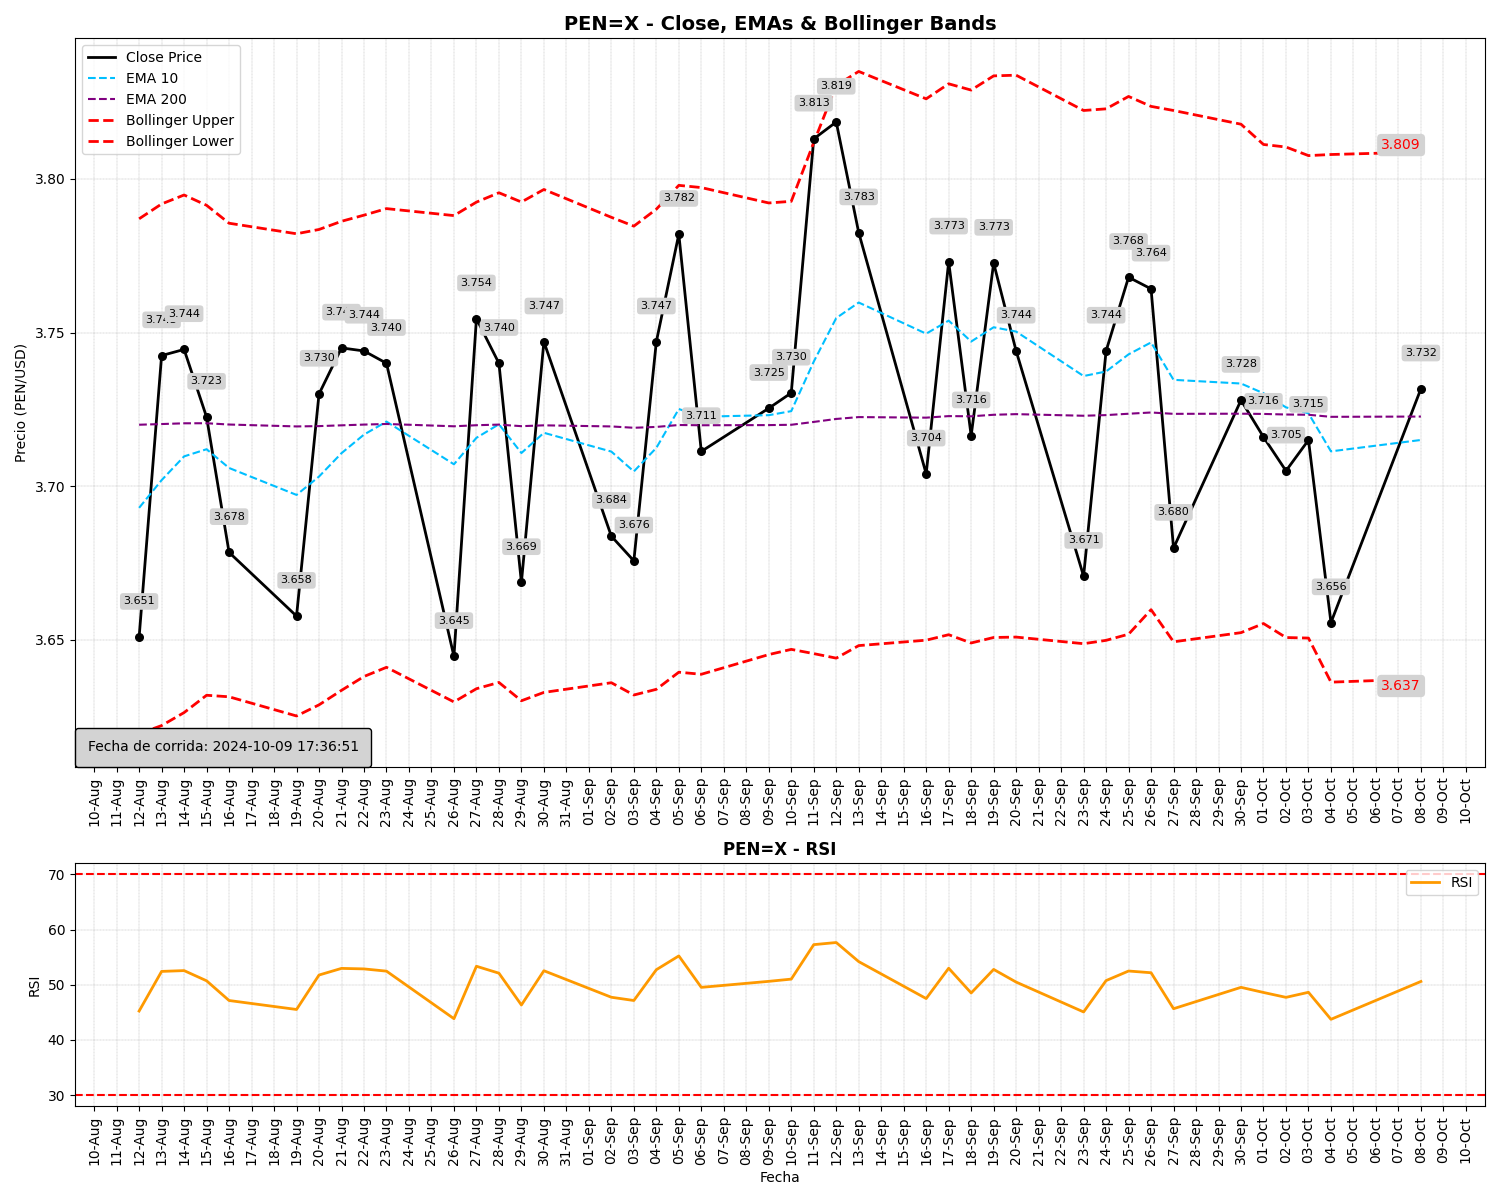 PEN=X - Close, EMAs & Bollinger Bands
Close Price
EMA 10
EMA 200
Bollinger Upper
Bollinger Lower
Precio (PEN/USD)
3.80
3.75
3.70
3.65
3.651
3.744
3.723
3.678
3.658
3.730
3.744
3.740
3.645
3.754
3.740
3.669
3.747
3.684
3.676
3.747
3.782
3.711
3.725
3.730
3.813
3.819
3.783
3.704
3.773
3.716
3.773
3.744
3.671
3.744
3.768
3.764
3.680
3.728
3.716
3.705
3.715
3.656
3.732
3.809
3.637
Fecha de corrida: 2024-10-09 17:36:51
10-Aug
11-Aug
12-Aug
13-Aug
14-Aug
15-Aug
16-Aug
17-Aug
18-Aug
19-Aug
20-Aug
21-Aug
22-Aug
23-Aug
24-Aug
25-Aug
26-Aug
27-Aug
28-Aug
29-Aug
30-Aug
31-Aug
01-Sep
02-Sep
03-Sep
04-Sep
05-Sep
06-Sep
07-Sep
08-Sep
09-Sep
10-Sep
11-Sep
12-Sep
13-Sep
14-Sep
15-Sep
16-Sep
17-Sep
18-Sep
19-Sep
20-Sep
21-Sep
22-Sep
23-Sep
24-Sep
25-Sep
26-Sep
27-Sep
28-Sep
29-Sep
30-Sep
01-Oct
02-Oct
03-Oct
04-Oct
05-Oct
06-Oct
07-Oct
08-Oct
09-Oct
10-Oct
PEN=X - RSI
RSI
RSI
70
60
50
40
30
10-Aug
11-Aug
12-Aug
13-Aug
14-Aug
15-Aug
16-Aug
17-Aug
18-Aug
19-Aug
20-Aug
21-Aug
22-Aug
23-Aug
24-Aug
25-Aug
26-Aug
27-Aug
28-Aug
29-Aug
30-Aug
31-Aug
01-Sep
02-Sep
03-Sep
04-Sep
05-Sep
06-Sep
07-Sep
08-Sep
09-Sep
10-Sep
11-Sep
12-Sep
13-Sep
14-Sep
15-Sep
16-Sep
17-Sep
18-Sep
19-Sep
20-Sep
21-Sep
22-Sep
23-Sep
24-Sep
25-Sep
26-Sep
27-Sep
28-Sep
29-Sep
30-Sep
01-Oct
02-Oct
03-Oct
04-Oct
05-Oct
06-Oct
07-Oct
08-Oct
09-Oct
10-Oct
Fecha